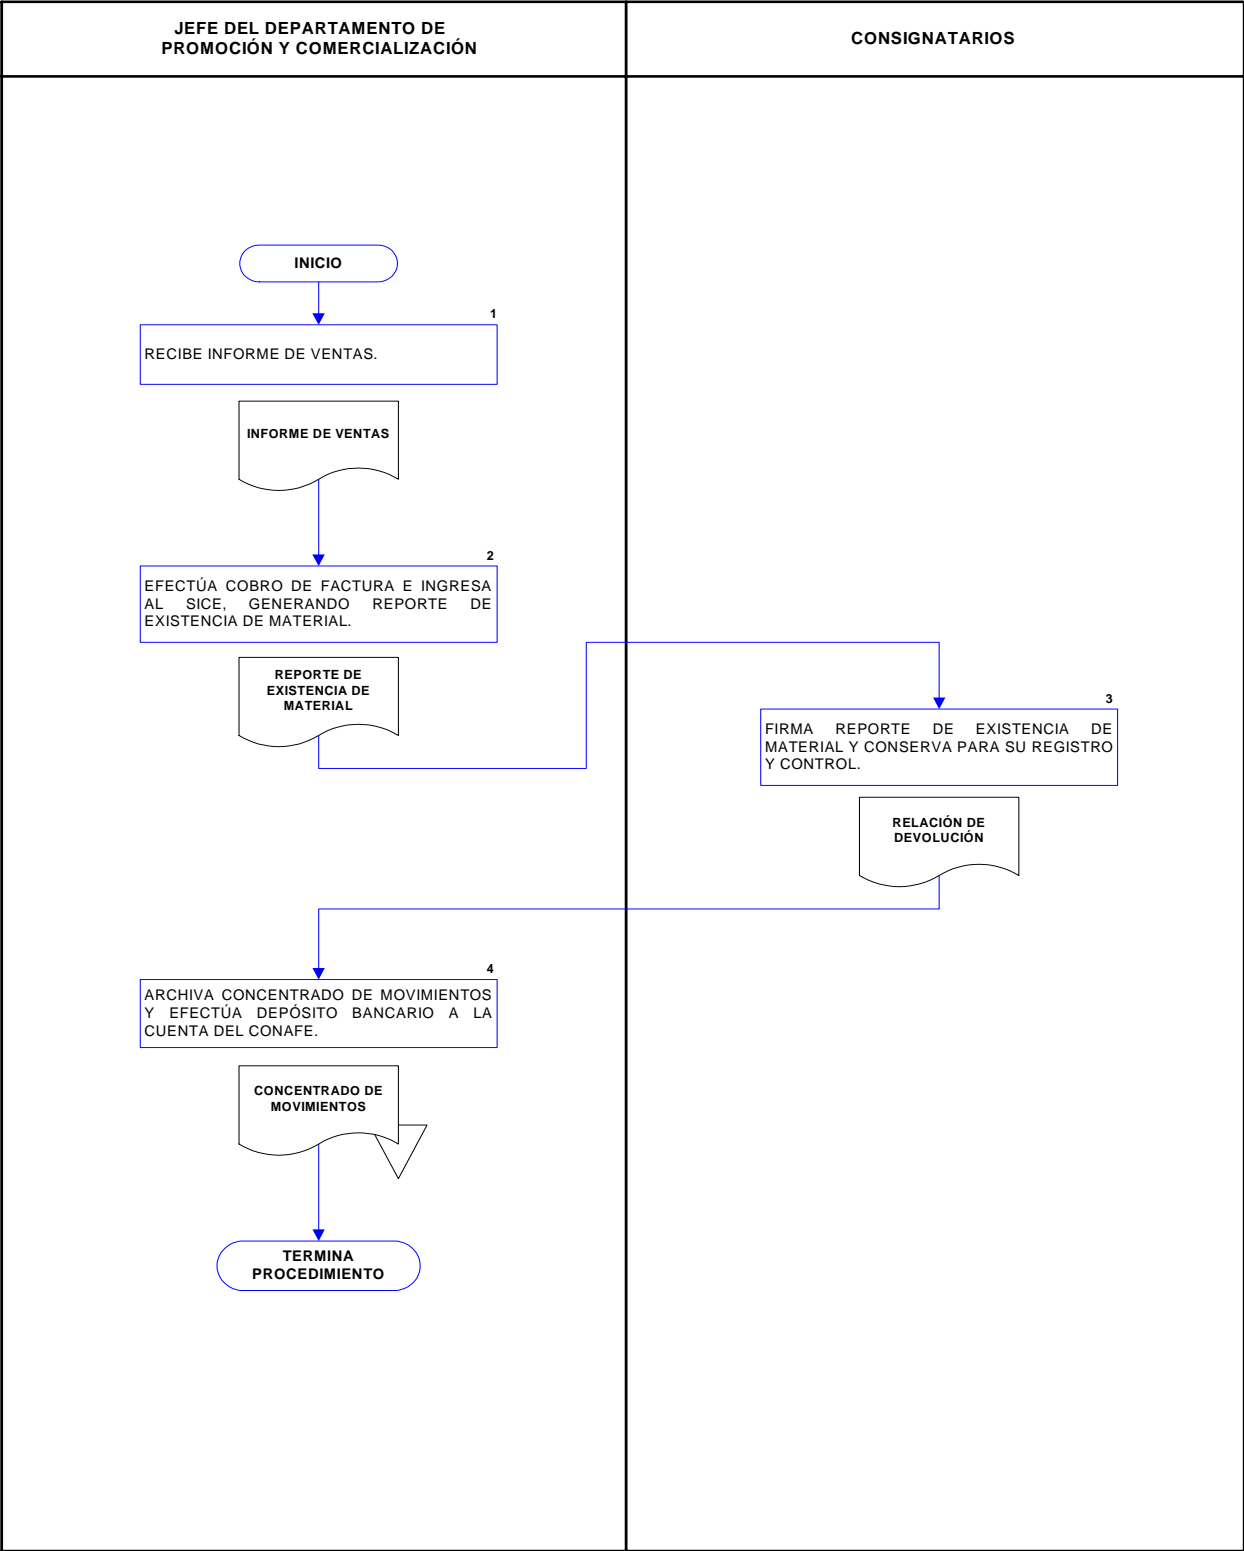 JEFE DEL DEPARTAMENTO DE
PROMOCIÓN Y COMERCIALIZACIÓN
CONSIGNATARIOS
INICIO
1
RECIBE INFORME DE VENTAS.
INFORME DE VENTAS
2
EFECTÚA COBRO DE FACTURA E INGRESA
AL SICE, GENERANDO REPORTE DE
EXISTENCIA DE MATERIAL.
REPORTE DE
EXISTENCIA DE
MATERIAL
3
FIRMA REPORTE DE EXISTENCIA DE
MATERIAL Y CONSERVA PARA SU REGISTRO
Y CONTROL.
RELACIÓN DE
DEVOLUCIÓN
4
ARCHIVA CONCENTRADO DE MOVIMIENTOS
Y EFECTÚA DEPÓSITO BANCARIO A LA
CUENTA DEL CONAFE.
CONCENTRADO DE
MOVIMIENTOS
TERMINA
PROCEDIMIENTO